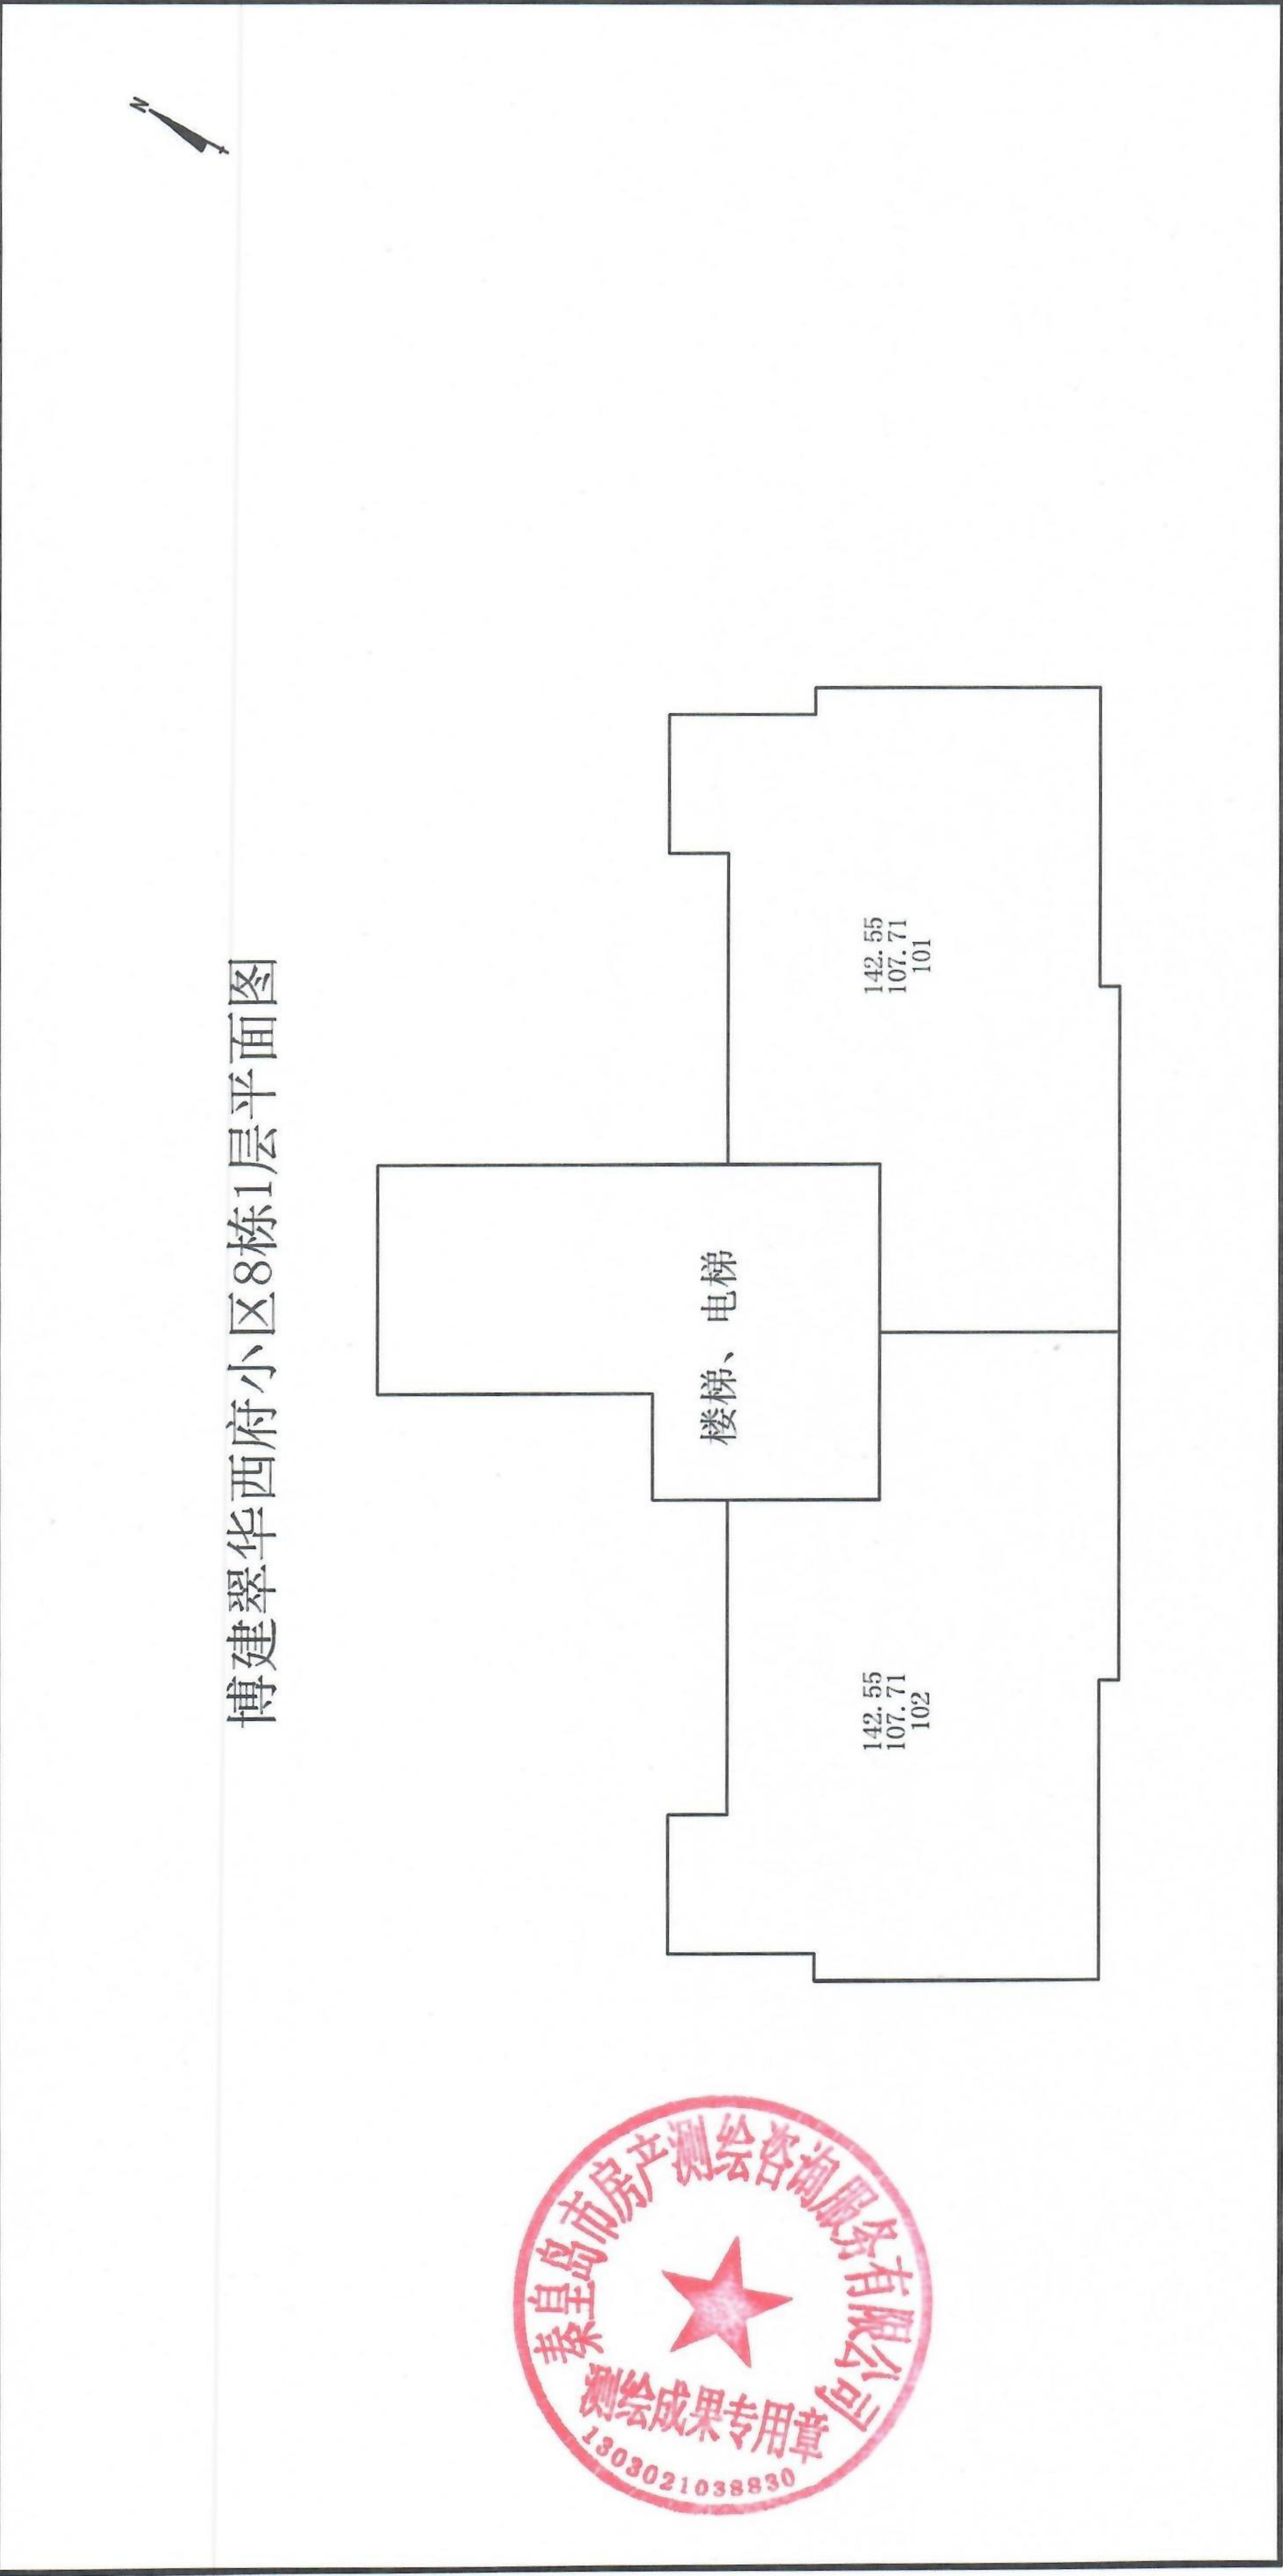 N
博建翠华西府小区8栋1层平面图
楼梯、电梯
142.55
107.71
102
142.55
107.71
101
秦皇岛市房产测绘咨询服务有限公司
测绘成果专用章
1303021038830